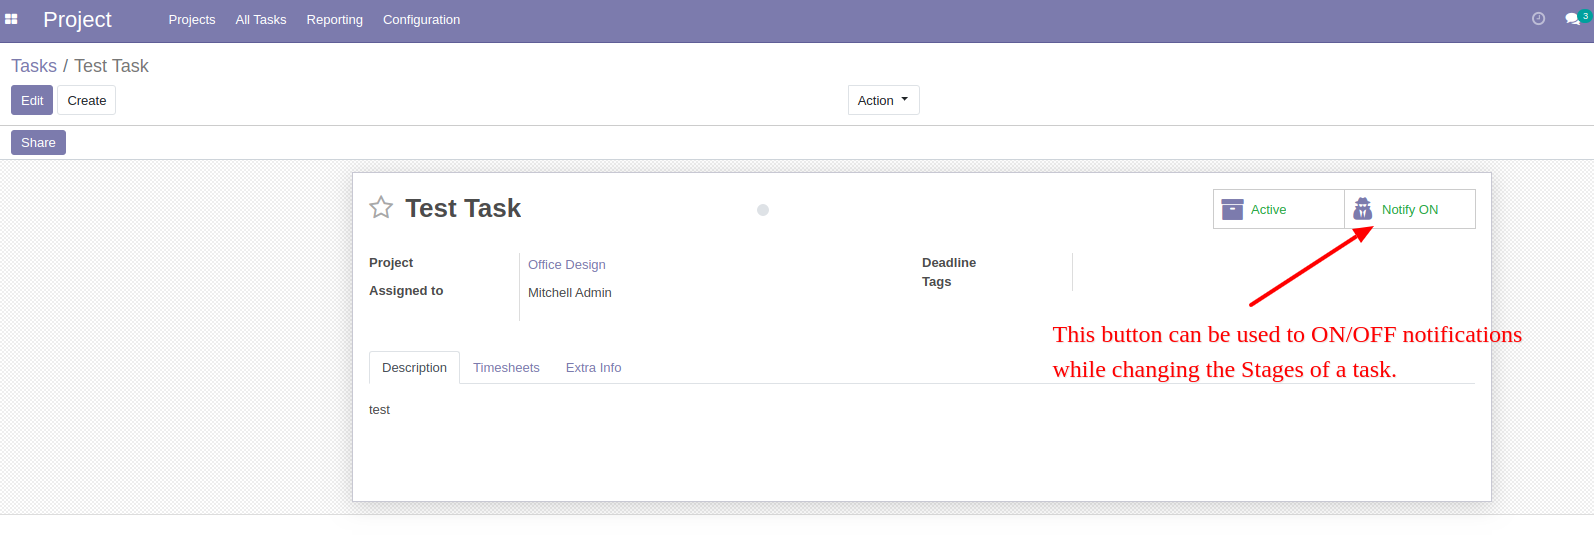 Project Projects All Tasks Reporting Configuration 3
Tasks / Test Task
Edit Create Action
Share
Test Task Active Notify ON
Project Office Design Deadline
Tags
Assigned to Mitchell Admin
This button can be used to ON/OFF notifications
while changing the Stages of a task.
Description Timesheets Extra Info
test